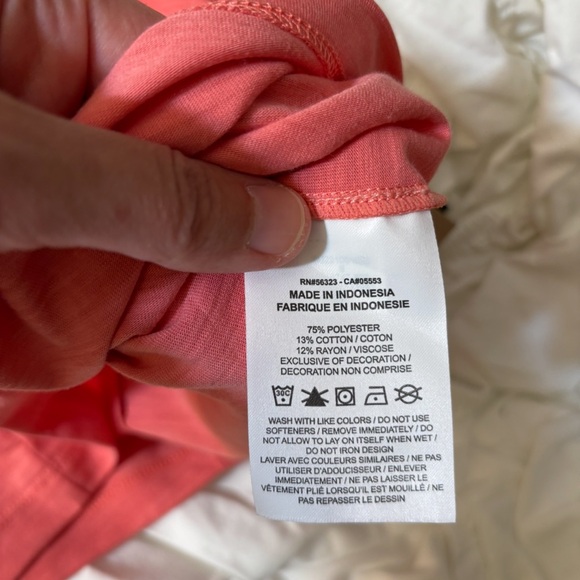 RN#56323 - CA#05553
MADE IN INDONESIA
FABRIQUE EN INDONESIE
75% POLYESTER
13% COTTON / COTON
12% RAYON / VISCOSE
EXCLUSIVE OF DECORATION /
DECORATION NON COMPRISE
50C
WASH WITH LIKE COLORS / DO NOT USE
SOFTENERS / REMOVE IMMEDIATELY / DO
NOT ALLOW TO LAY ON ITSELF WHEN WET /
DO NOT IRON DESIGN
LAVER AVEC COULEURS SIMILAIRES / NE PAS
UTILISER D'ADOUCISSEUR / ENLEVER
IMMEDIATEMENT / NE PAS LAISSER LE
VÊTEMENT PLIÉ LORSQU'IL EST MOUILLÉ / NE
PAS REPASSER LE DESSIN